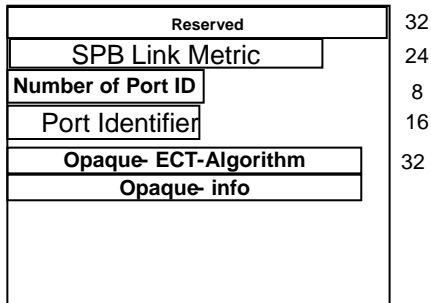 Reserved 32
SPB Link Metric 24
Number of Port ID 8
Port Identifier 16
Opaque- ECT-Algorithm 32
Opaque- info